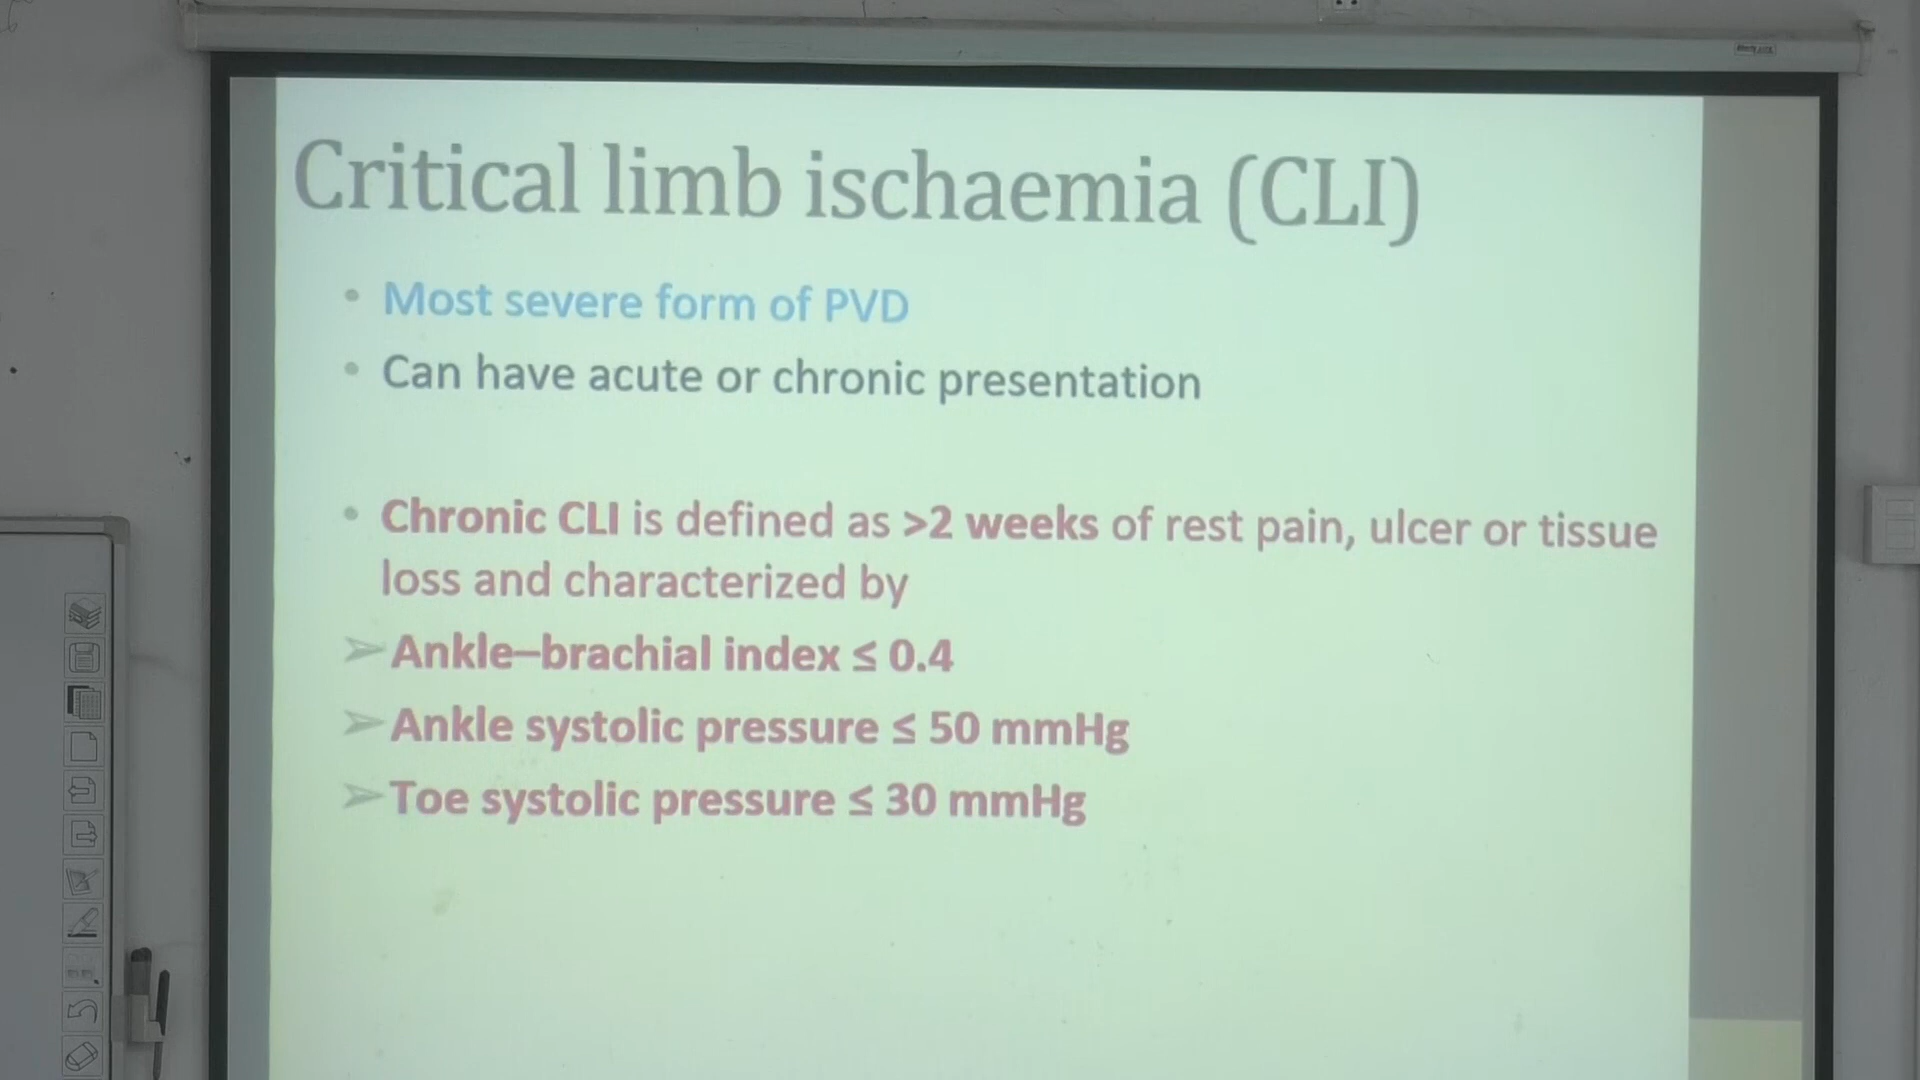 Critical limb ischaemia (CLI)
• Most severe form of PVD
• Can have acute or chronic presentation
• Chronic CLI is defined as >2 weeks of rest pain, ulcer or tissue
loss and characterized by
➢ Ankle–brachial index ≤ 0.4
➢ Ankle systolic pressure ≤ 50 mmHg
➢ Toe systolic pressure ≤ 30 mmHg